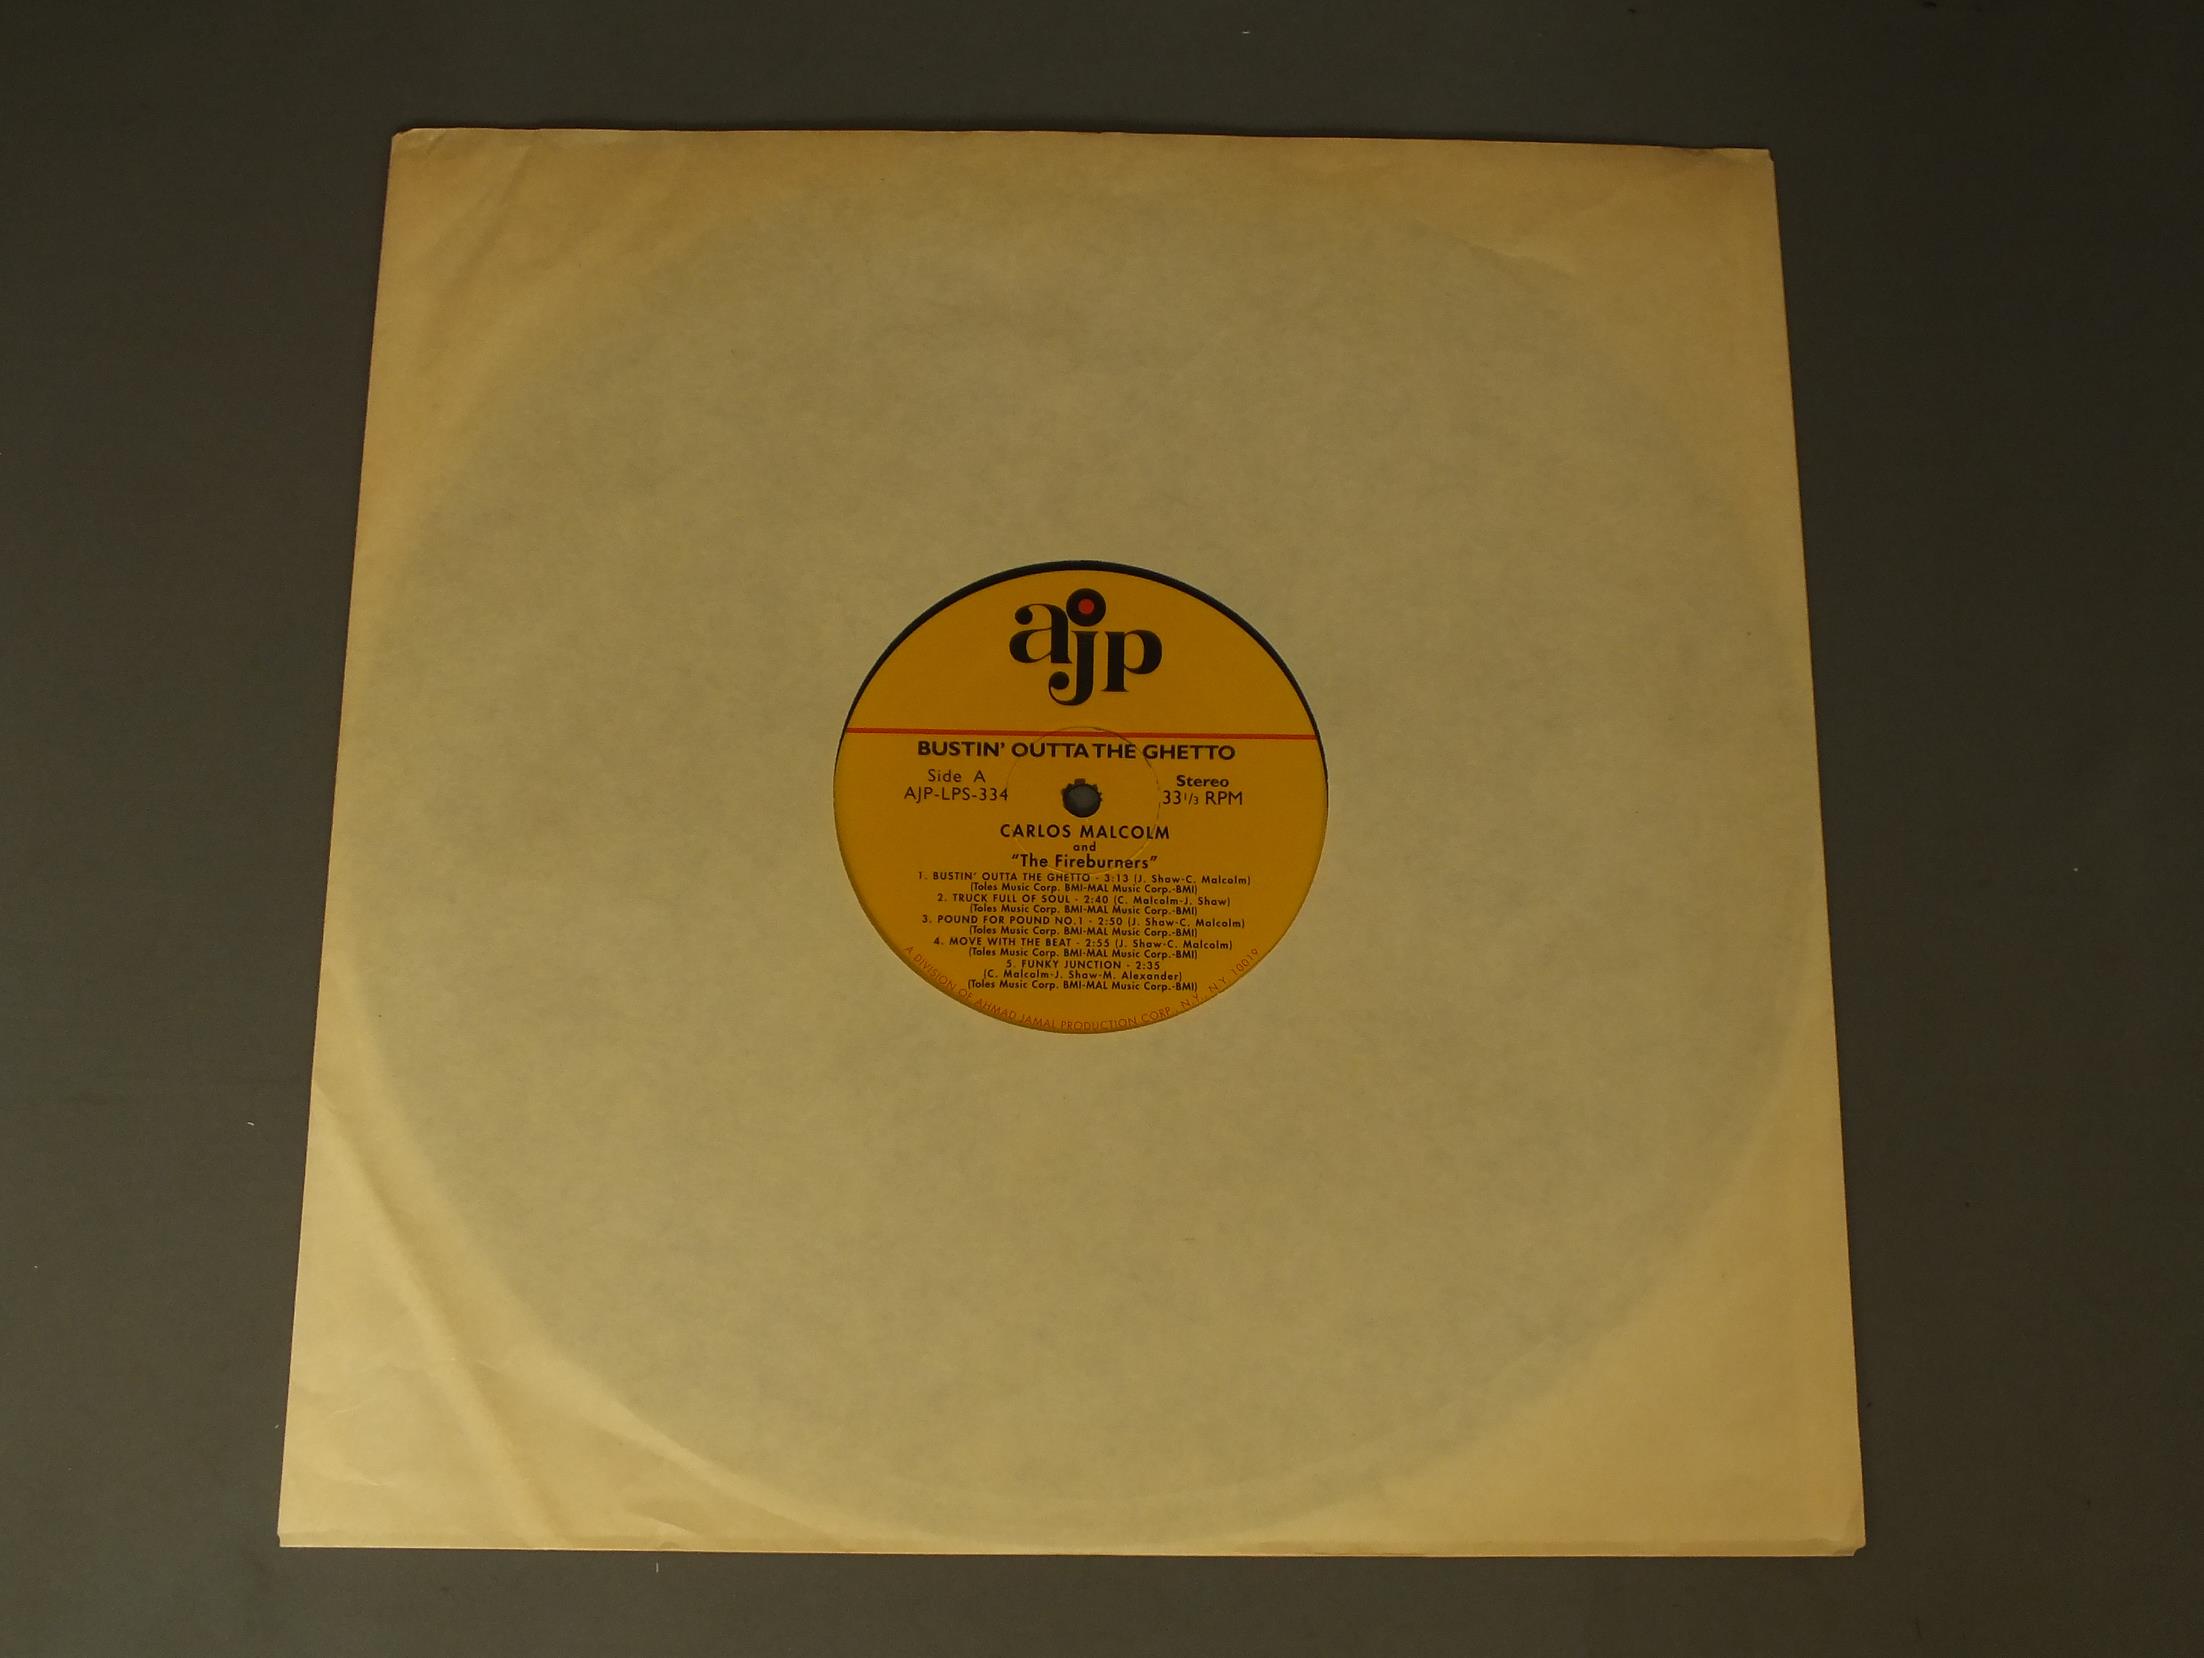 ajp
BUSTIN' OUTTA THE GHETTO
Side A
AJP-LPS-334
Stereo
33 1/3 RPM
CARLOS MALCOLM
and
"The Fireburners"
1. BUSTIN' OUTTA THE GHETTO - 3:13 (J. Shaw-C. Malcolm)
(Toles Music Corp. BMI-MAL Music Corp.-BMI)
2. TRUCK FULL OF SOUL - 2:40 (C. Malcolm-J. Shaw)
(Toles Music Corp. BMI-MAL Music Corp.-BMI)
3. POUND FOR POUND NO.1 - 2:50 (J. Shaw-C. Malcolm)
(Toles Music Corp. BMI-MAL Music Corp.-BMI)
4. MOVE WITH THE BEAT - 2:55 (J. Shaw-C. Malcolm)
(Toles Music Corp. BMI-MAL Music Corp.-BMI)
5. FUNKY JUNCTION - 2:35
(C. Malcolm-J. Shaw-M. Alexander)
(Toles Music Corp. BMI-MAL Music Corp.-BMI)
A DIVISION OF AHMAD JAMAL PRODUCTION CORP., N.Y., N.Y. 10019